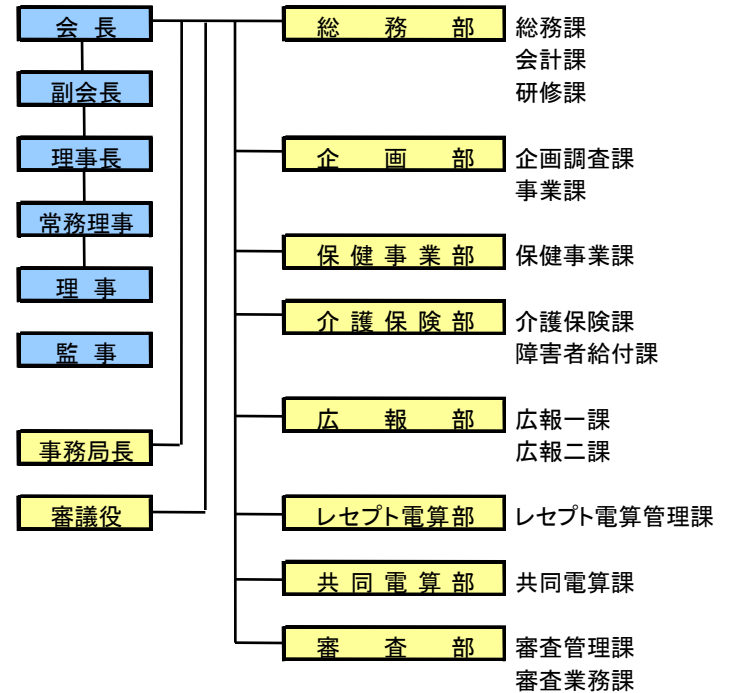 会長
副会長
理事長
常務理事
理事
監事
事務局長
審議役
総務部
総務課
会計課
研修課
企画部
企画調査課
事業課
保健事業部
保健事業課
介護保険部
介護保険課
障害者給付課
広報部
広報一課
広報二課
レセプト電算部
レセプト電算管理課
共同電算部
共同電算課
審査部
審査管理課
審査業務課